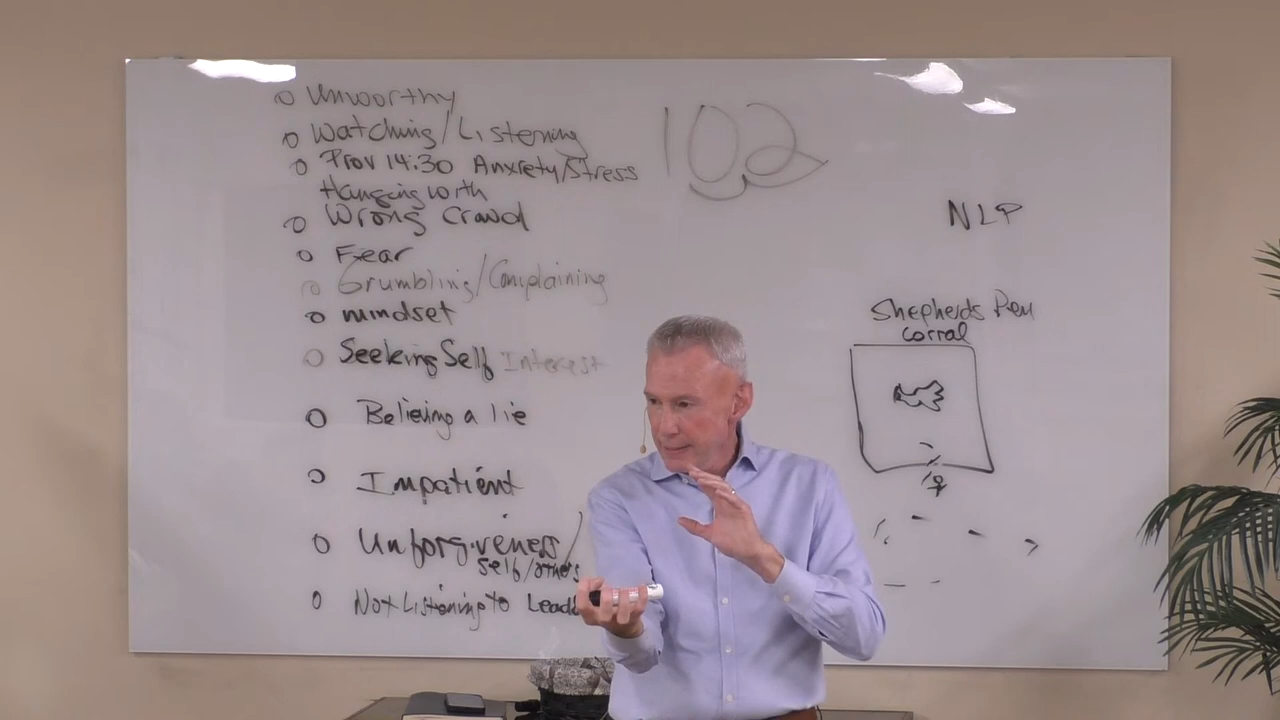 Unworthy
Watching/Listening
Prov 14:30 Anxiety/Stress
Hanging with
Wrong Crowd
Fear
Grumbling/Complaining
mindset
Seeking Self Interest
Believing a lie
Impatient
Unforgiveness/
Self/others
Not Listening to Lead
102
NLP
Shepherds Pen
corral